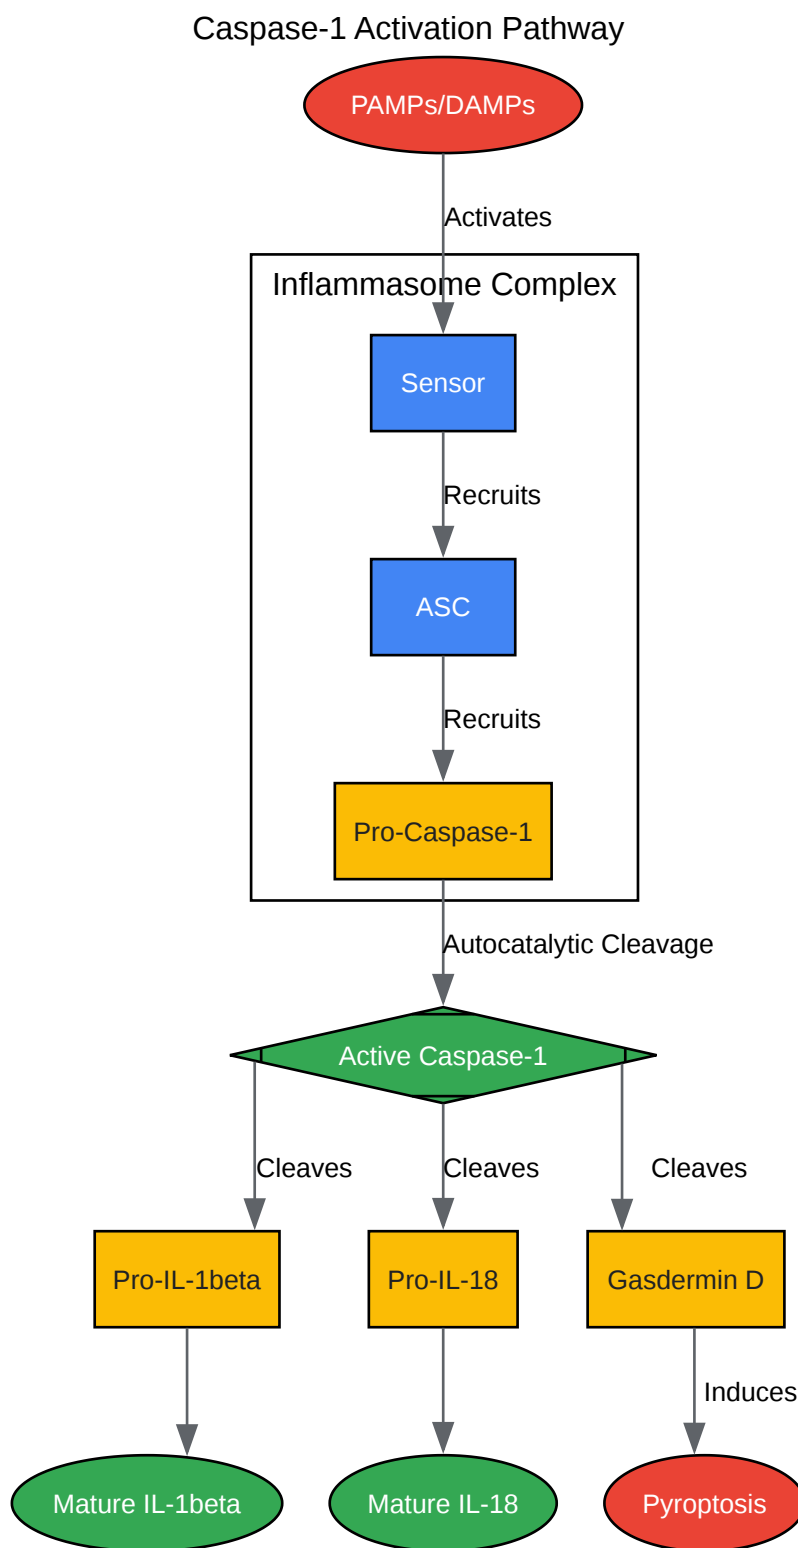 Caspase-1 Activation Pathway
PAMPs/DAMPs
Activates
Inflammasome Complex
Sensor
Recruits
ASC
Recruits
Pro-Caspase-1
Autocatalytic Cleavage
Active Caspase-1
Cleaves
Cleaves
Cleaves
Pro-IL-1beta
Pro-IL-18
Gasdermin D
Induces
Mature IL-1beta
Mature IL-18
Pyroptosis